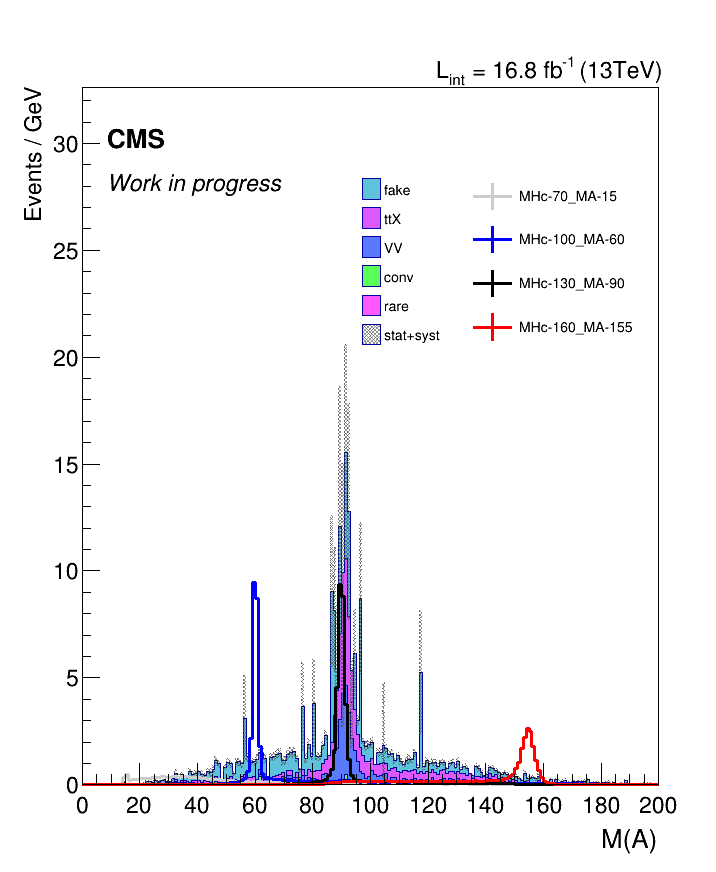 L_int = 16.8 fb^-1 (13TeV)
Events / GeV
CMS
Work in progress
fake
ttX
VV
conv
rare
stat+syst
MHc-70_MA-15
MHc-100_MA-60
MHc-130_MA-90
MHc-160_MA-155
30
25
20
15
10
5
0
0 20 40 60 80 100 120 140 160 180 200
M(A)